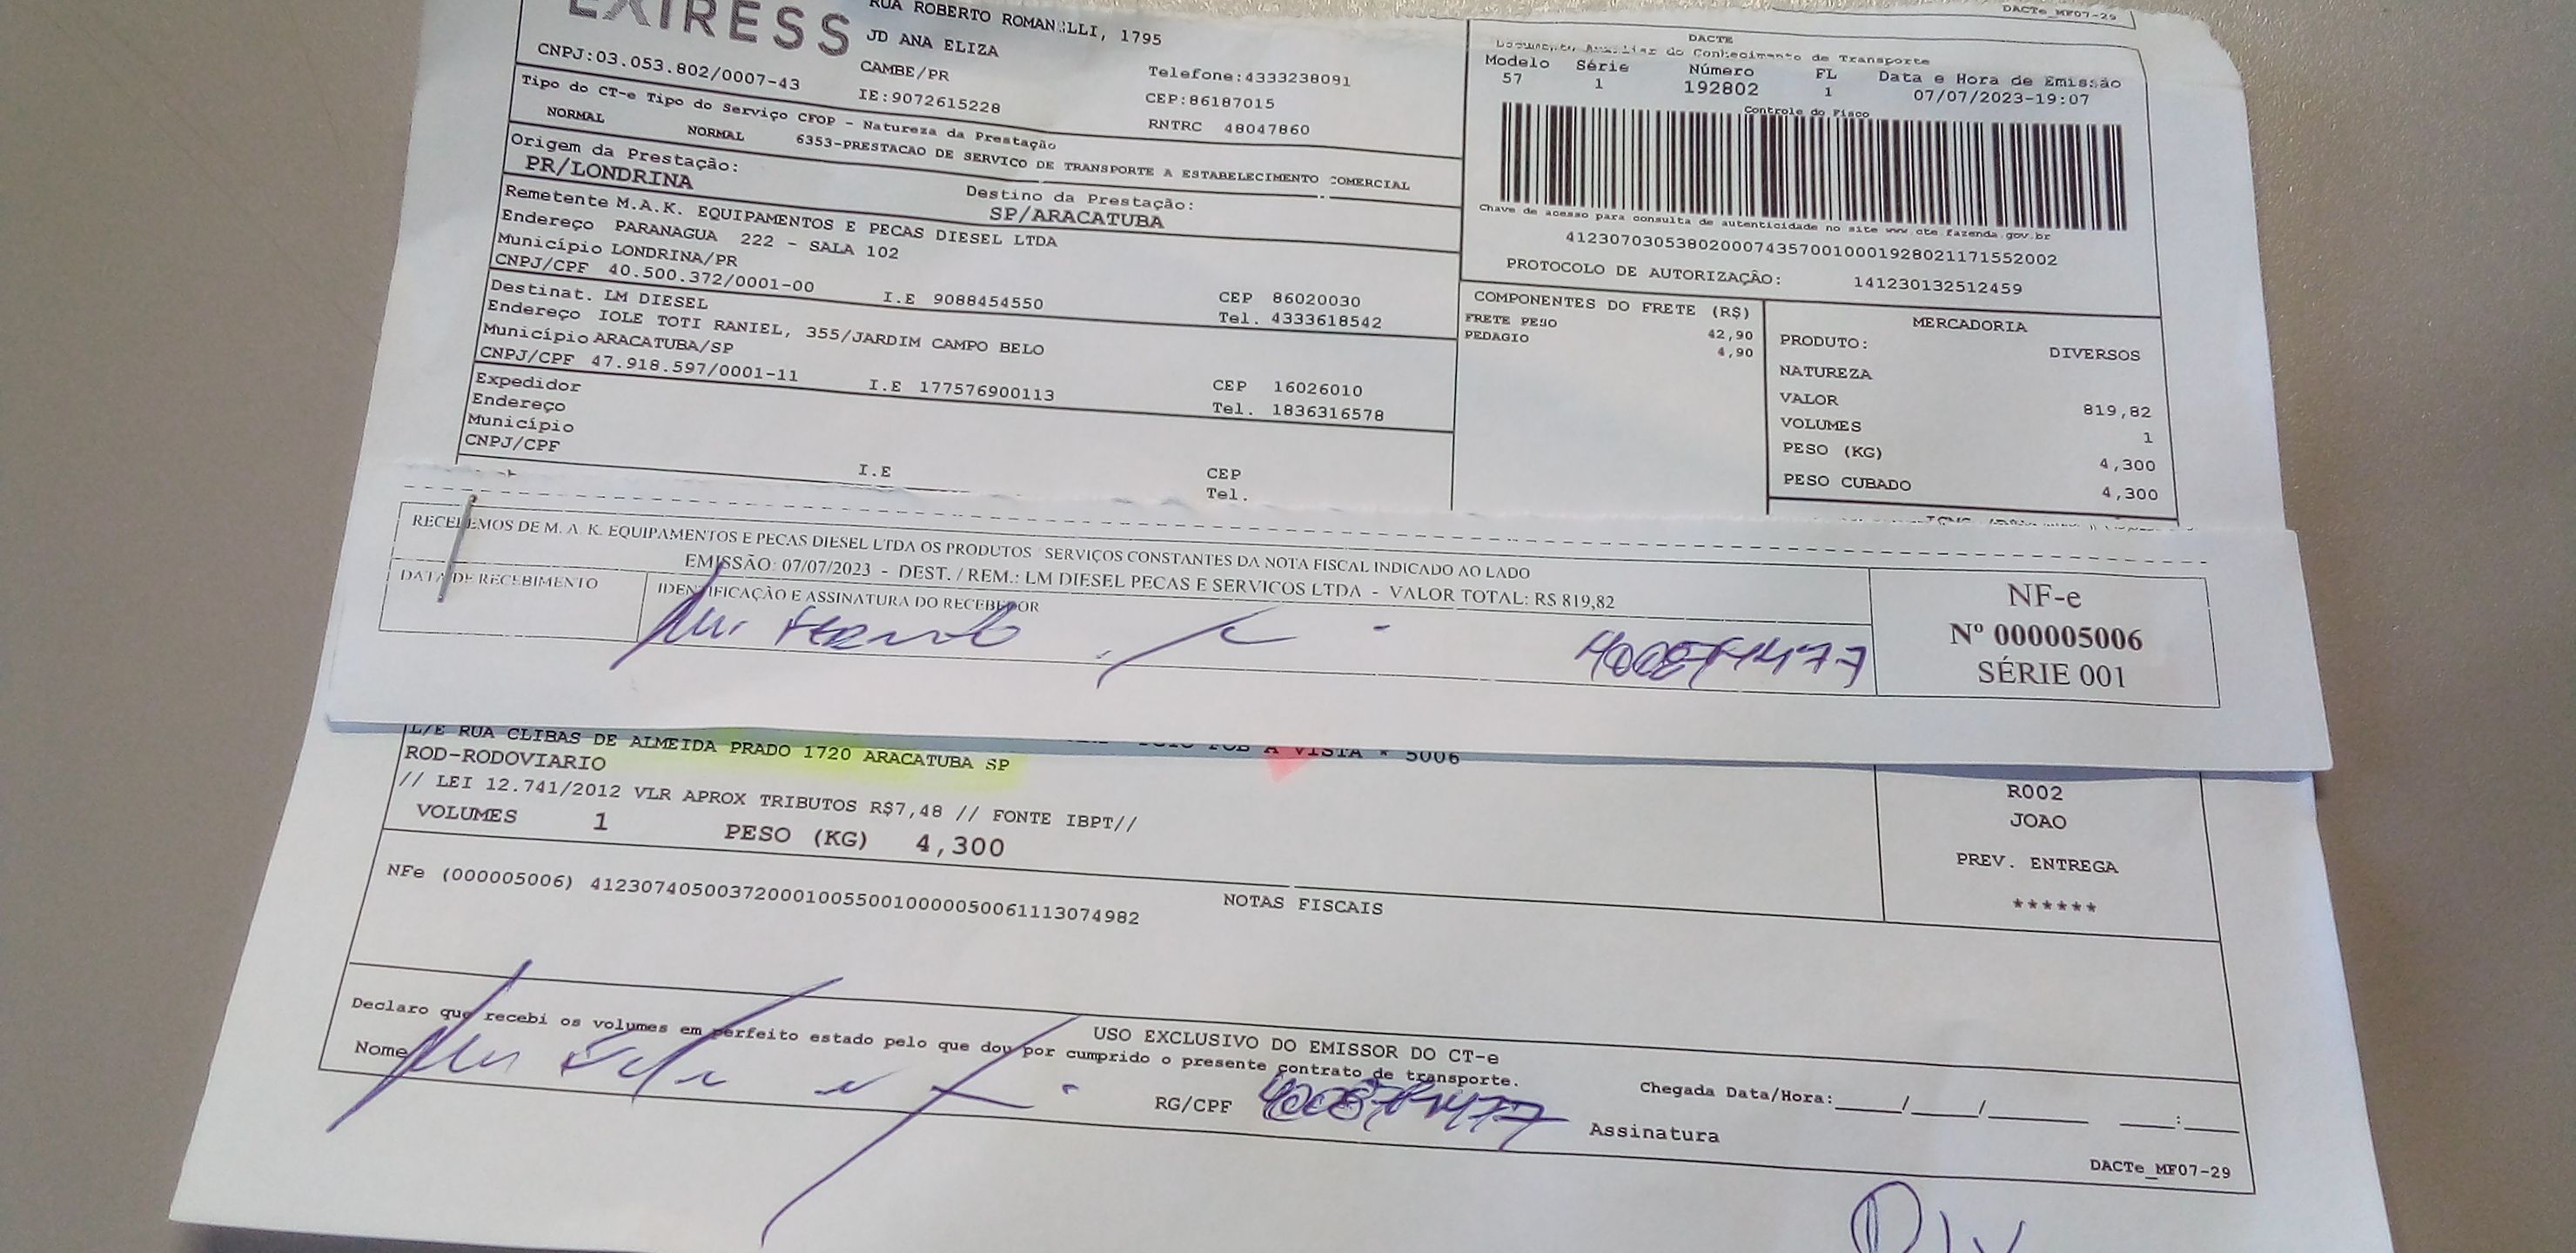 DACTe_MF07-29
EXPRESS
RUA ROBERTO ROMANELLI, 1795
JD ANA ELIZA
CNPJ:03.053.802/0007-43
CAMBE/PR
Telefone:4333238091
IE:9072615228
CEP:86187015
RNTRC 48047860
Tipo do CT-e Tipo do Serviço CFOP - Natureza da Prestação
NORMAL NORMAL 6353-PRESTACAO DE SERVICO DE TRANSPORTE A ESTABELECIMENTO COMERCIAL
Origem da Prestação:
PR/LONDRINA
Destino da Prestação:
SP/ARACATUBA
Remetente M.A.K. EQUIPAMENTOS E PECAS DIESEL LTDA
Endereço PARANAGUA 222 - SALA 102
Município LONDRINA/PR
CEP 86020030
CNPJ/CPF 40.500.372/0001-00 I.E 9088454550 Tel. 4333618542
Destinat. LM DIESEL
Endereço IOLE TOTI RANIEL, 355/JARDIM CAMPO BELO
Município ARACATUBA/SP
CEP 16026010
CNPJ/CPF 47.918.597/0001-11 I.E 177576900113 Tel. 1836316578
Expedidor
Endereço
Município
CEP
CNPJ/CPF I.E Tel.
DACTE
Documento Auxiliar do Conhecimento de Transporte
Modelo Série Número FL Data e Hora de Emissão
57 1 192802 1 07/07/2023-19:07
Controle do Fisco
Chave de acesso para consulta de autenticidade no site www.cte.fazenda.gov.br
41230703053802000743570010001928021171552002
PROTOCOLO DE AUTORIZAÇÃO: 141230132512459
COMPONENTES DO FRETE (R$)
FRETE PESO 42,90
PEDAGIO 4,90
MERCADORIA
PRODUTO: DIVERSOS
NATUREZA
VALOR 819,82
VOLUMES 1
PESO (KG) 4,300
PESO CUBADO 4,300
RECEBEMOS DE M. A. K. EQUIPAMENTOS E PECAS DIESEL LTDA OS PRODUTOS SERVIÇOS CONSTANTES DA NOTA FISCAL INDICADO AO LADO
EMISSÃO: 07/07/2023 - DEST. / REM.: LM DIESEL PECAS E SERVICOS LTDA - VALOR TOTAL: R$ 819,82
DATA DE RECEBIMENTO
IDENTIFICAÇÃO E ASSINATURA DO RECEBEDOR
NF-e
Nº 000005006
SÉRIE 001
L/E RUA CLIBAS DE ALMEIDA PRADO 1720 ARACATUBA SP
FOB A VISTA * 5006
ROD-RODOVIARIO
// LEI 12.741/2012 VLR APROX TRIBUTOS R$7,48 // FONTE IBPT//
VOLUMES 1 PESO (KG) 4,300
R002
JOAO
PREV. ENTREGA
******
NOTAS FISCAIS
NFe (000005006) 41230740500372000100550010000050061113074982
USO EXCLUSIVO DO EMISSOR DO CT-e
Declaro que recebi os volumes em perfeito estado pelo que dou por cumprido o presente contrato de transporte.
Nome
RG/CPF
Assinatura
Chegada Data/Hora:____/____/______ ___:___
DACTe_MF07-29